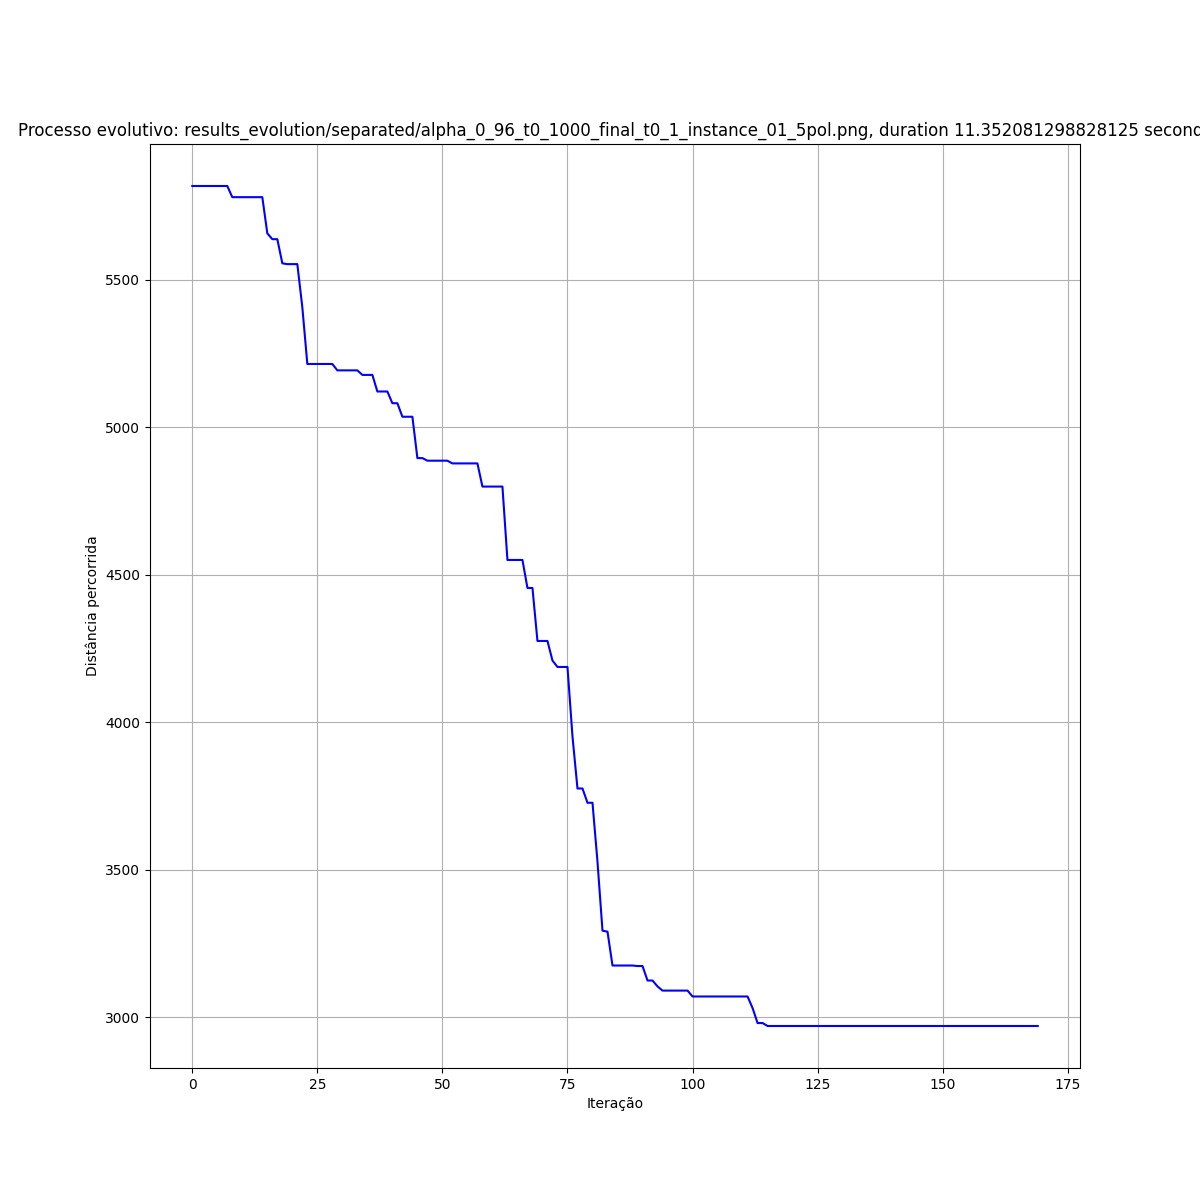 Processo evolutivo: results_evolution/separated/alpha_0_96_t0_1000_final_t0_1_instance_01_5pol.png, duration 11.352081298828125 second
5500
5000
4500
4000
3500
3000
Distância percorrida
0 25 50 75 100 125 150 175
Iteração